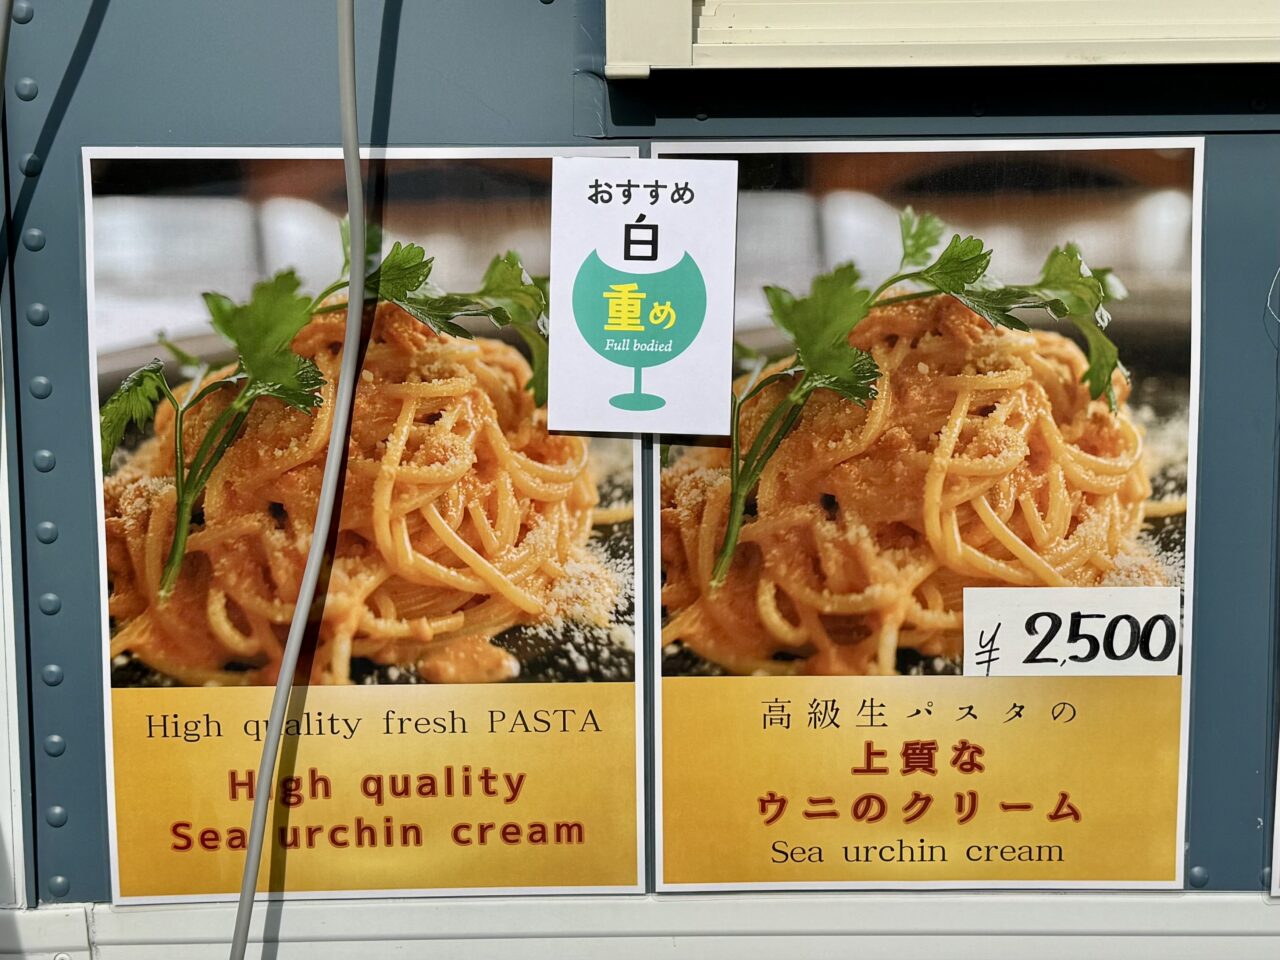 おすすめ
白
重め
Full bodied
High quality fresh PASTA
High quality
Sea urchin cream
¥2,500
高級生パスタの
上質な
ウニのクリーム
Sea urchin cream